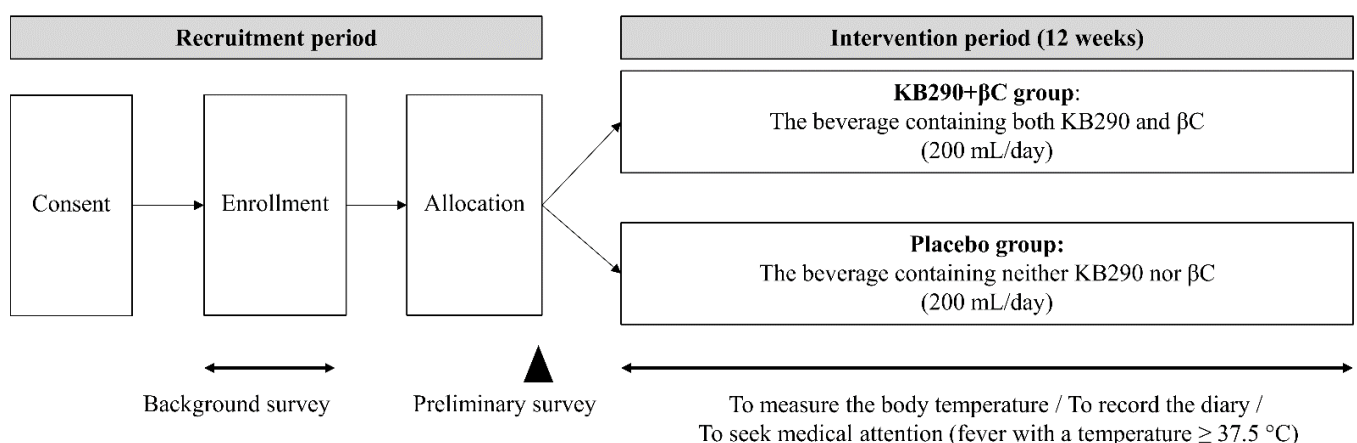 Recruitment period
Intervention period (12 weeks)
Consent
Enrollment
Allocation
KB290+βC group:
The beverage containing both KB290 and βC
(200 mL/day)
Placebo group:
The beverage containing neither KB290 nor βC
(200 mL/day)
Background survey
Preliminary survey
To measure the body temperature / To record the diary /
To seek medical attention (fever with a temperature ≥ 37.5 °C)